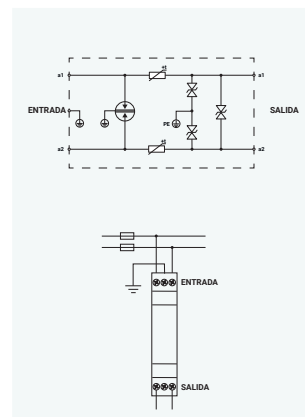 a1 a1
ENTRADA SALIDA
PE
a2 a2
ENTRADA
SALIDA